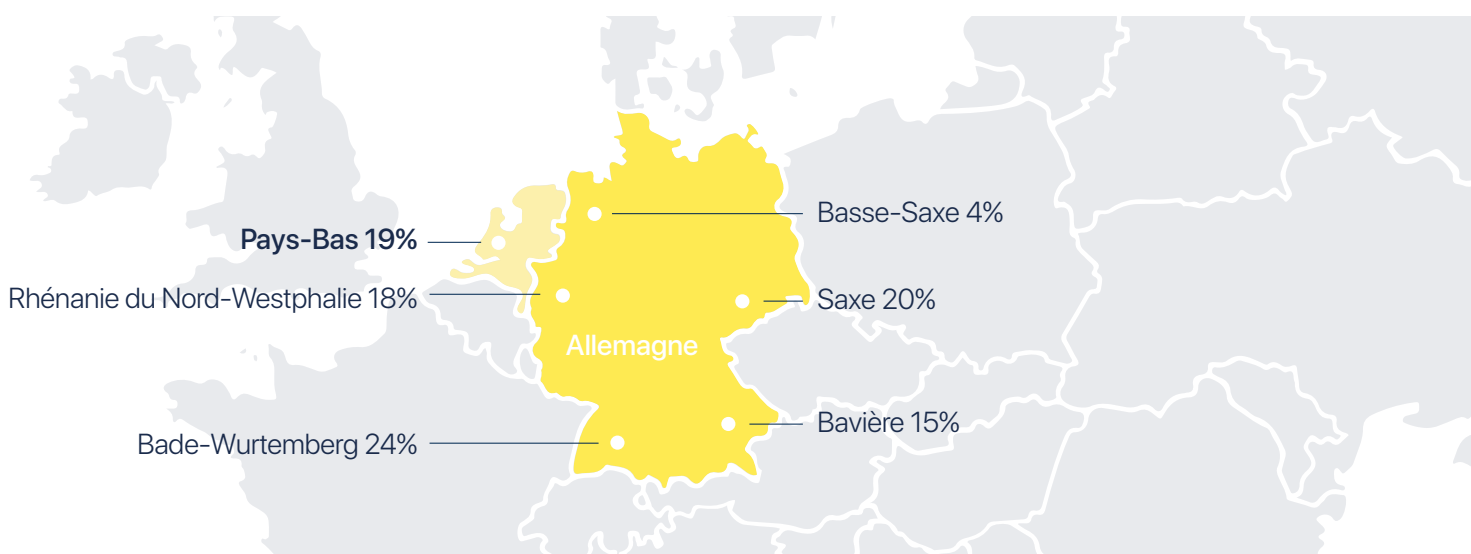 Basse-Saxe 4%
Pays-Bas 19%
Rhénanie du Nord-Westphalie 18%
Saxe 20%
Allemagne
Bavière 15%
Bade-Wurtemberg 24%